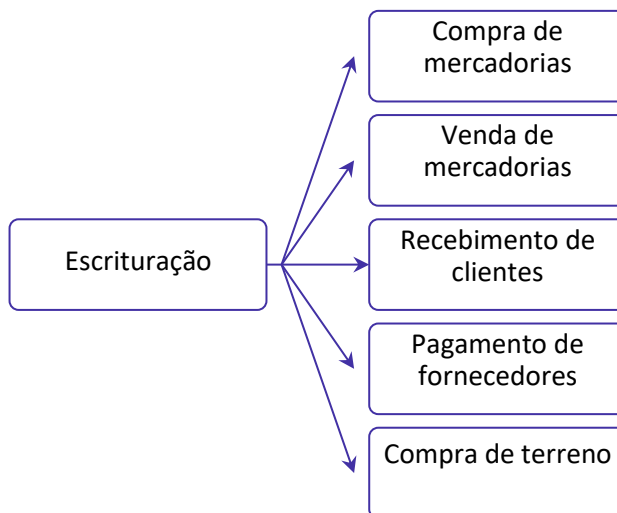 Compra de
mercadorias
Venda de
mercadorias
Escrituração
Recebimento de
clientes
Pagamento de
fornecedores
Compra de terreno